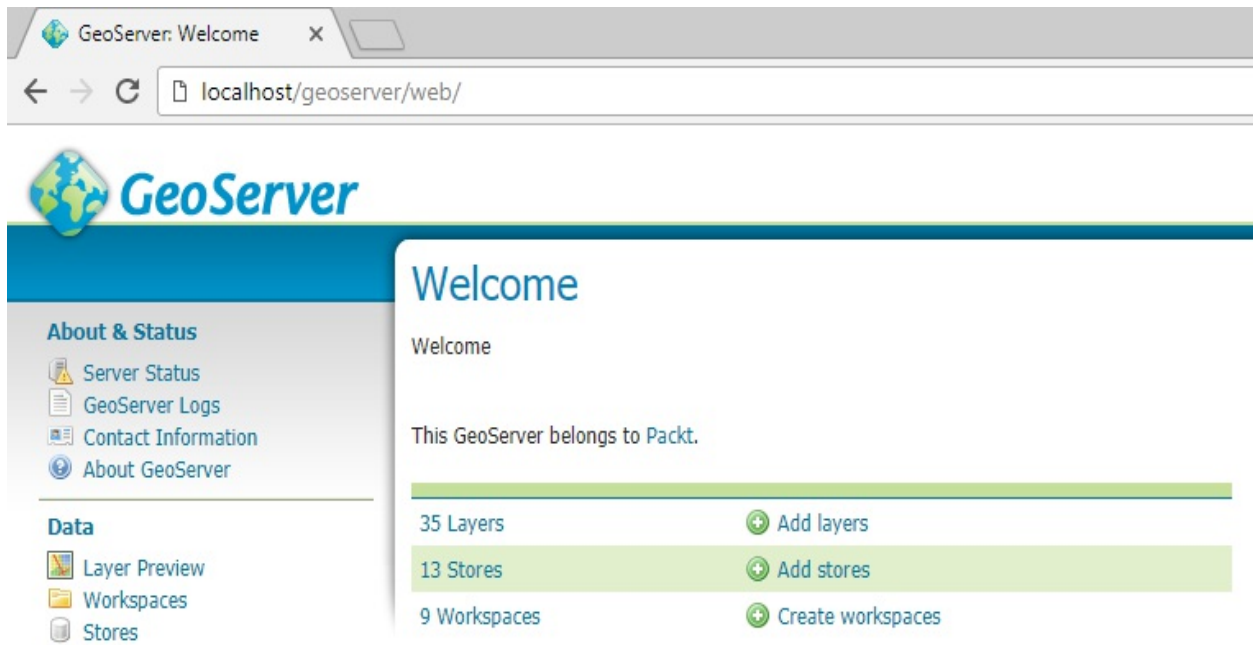 GeoServer: Welcome
localhost/geoserver/web/
GeoServer
About & Status
Server Status
GeoServer Logs
Contact Information
About GeoServer
Data
Layer Preview
Workspaces
Stores
Welcome
Welcome
This GeoServer belongs to Packt.
35 Layers Add layers
13 Stores Add stores
9 Workspaces Create workspaces